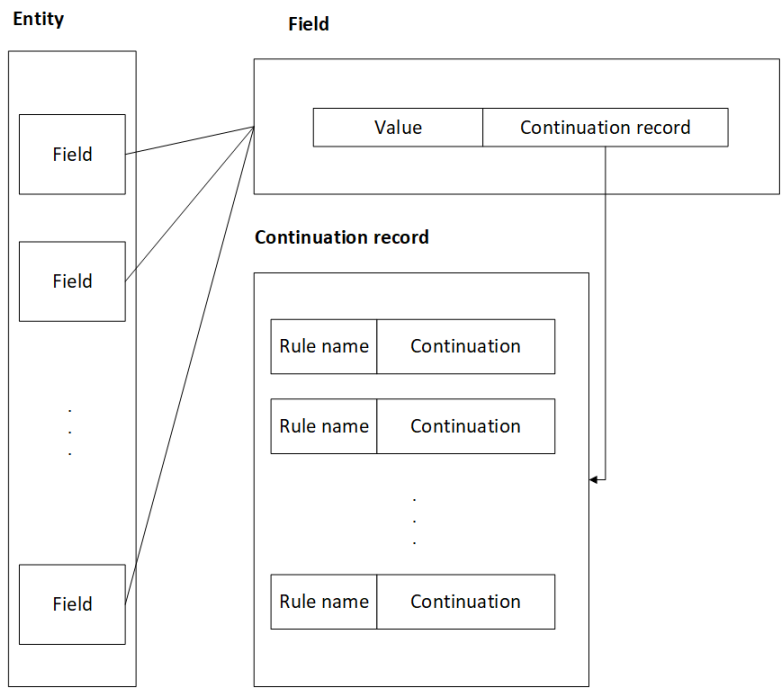 Entity
Field
Field
Field
.
.
.
Field
Field
Value
Continuation record
Continuation record
Rule name
Continuation
Rule name
Continuation
.
.
.
Rule name
Continuation